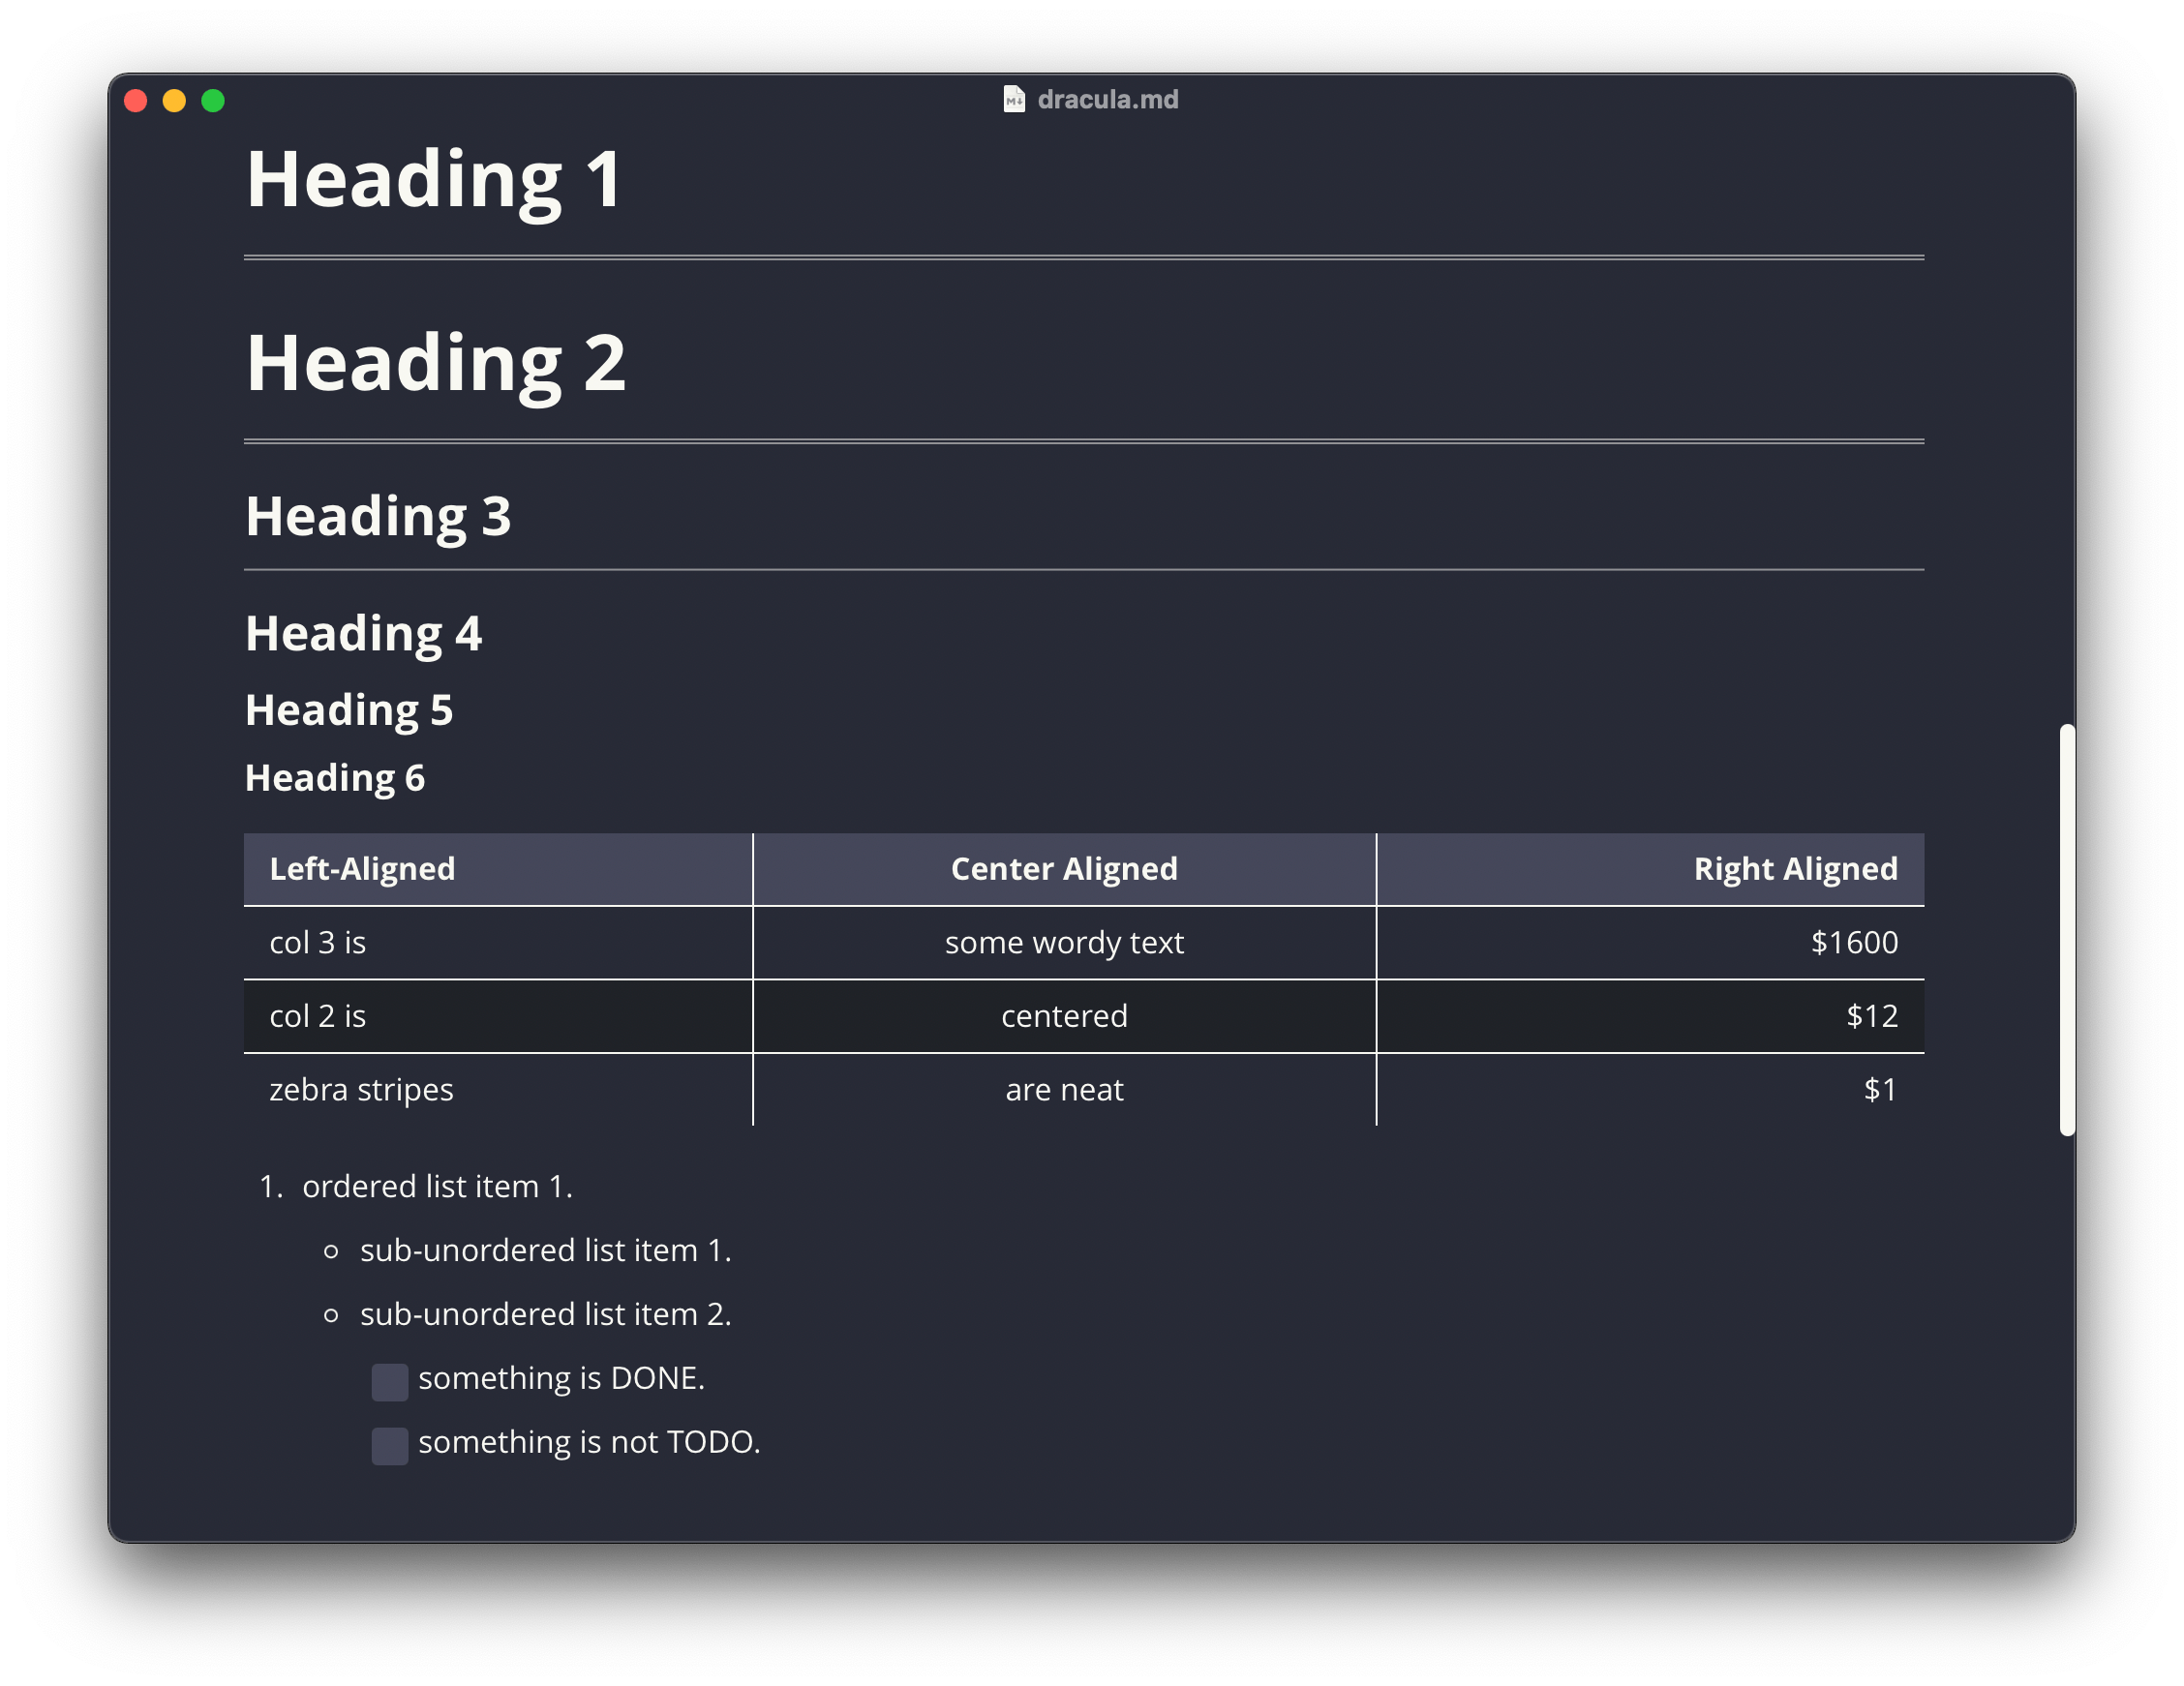 dracula.md
Heading 1
Heading 2
Heading 3
Heading 4
Heading 5
Heading 6
Left-Aligned Center Aligned Right Aligned
col 3 is some wordy text $1600
col 2 is centered $12
zebra stripes are neat $1
1. ordered list item 1.
sub-unordered list item 1.
sub-unordered list item 2.
something is DONE.
something is not TODO.